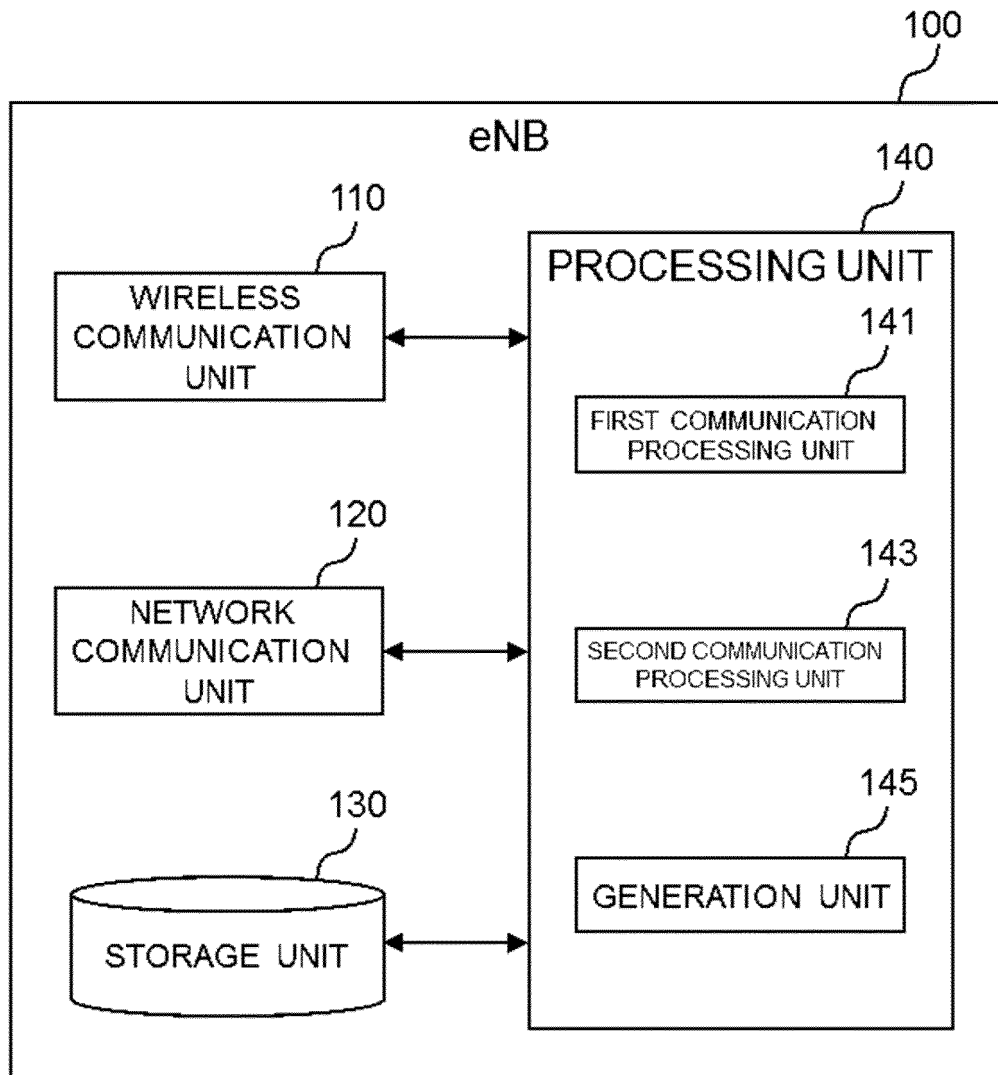 100
eNB
140
110
PROCESSING UNIT
WIRELESS
COMMUNICATION
UNIT
141
FIRST COMMUNICATION
PROCESSING UNIT
120
143
NETWORK
COMMUNICATION
UNIT
SECOND COMMUNICATION
PROCESSING UNIT
130
145
STORAGE UNIT
GENERATION UNIT